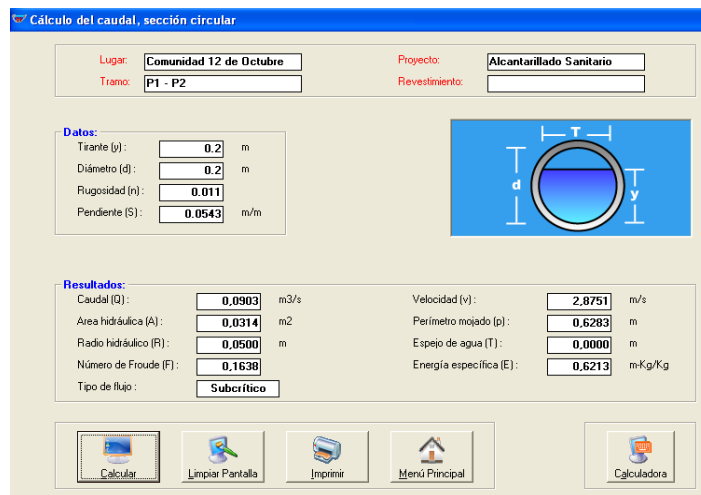 Cálculo del caudal, sección circular
Lugar: Comunidad 12 de Octubre Proyecto: Alcantarillado Sanitario
Tramo: P1 - P2 Revestimiento:
Datos:
Tirante (y) : 0.2 m
Diámetro (d) : 0.2 m
Rugosidad (n) : 0.011
Pendiente (S) : 0.0543 m/m
T
d
y
Resultados:
Caudal (Q) : 0,0903 m3/s Velocidad (v) : 2,8751 m/s
Area hidráulica (A) : 0,0314 m2 Perímetro mojado (p) : 0,6283 m
Radio hidráulico (R) : 0,0500 m Espejo de agua (T) : 0,0000 m
Número de Froude (F) : 0,1638 Energía específica (E) : 0,6213 m-Kg/Kg
Tipo de flujo : Subcrítico
Calcular Limpiar Pantalla Imprimir Menú Principal Calculadora